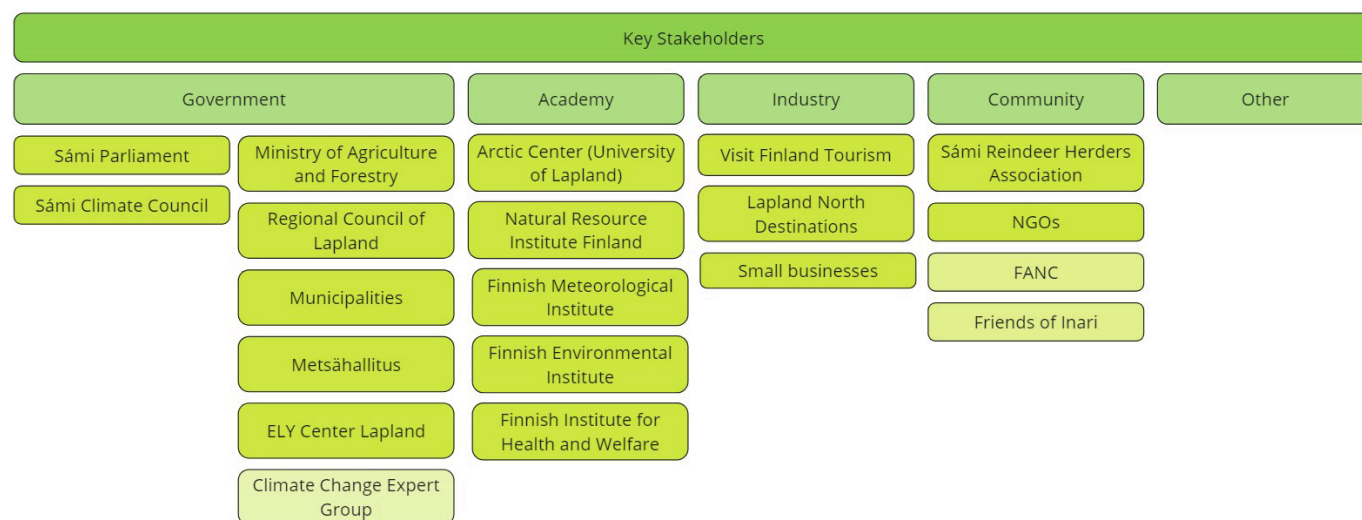 Key Stakeholders
Government
Academy
Industry
Community
Other
Sámi Parliament
Sámi Climate Council
Ministry of Agriculture
and Forestry
Regional Council of
Lapland
Municipalities
Metsähallitus
ELY Center Lapland
Climate Change Expert
Group
Arctic Center (University
of Lapland)
Natural Resource
Institute Finland
Finnish Meteorological
Institute
Finnish Environmental
Institute
Finnish Institute for
Health and Welfare
Visit Finland Tourism
Lapland North
Destinations
Small businesses
Sámi Reindeer Herders
Association
NGOs
FANC
Friends of Inari